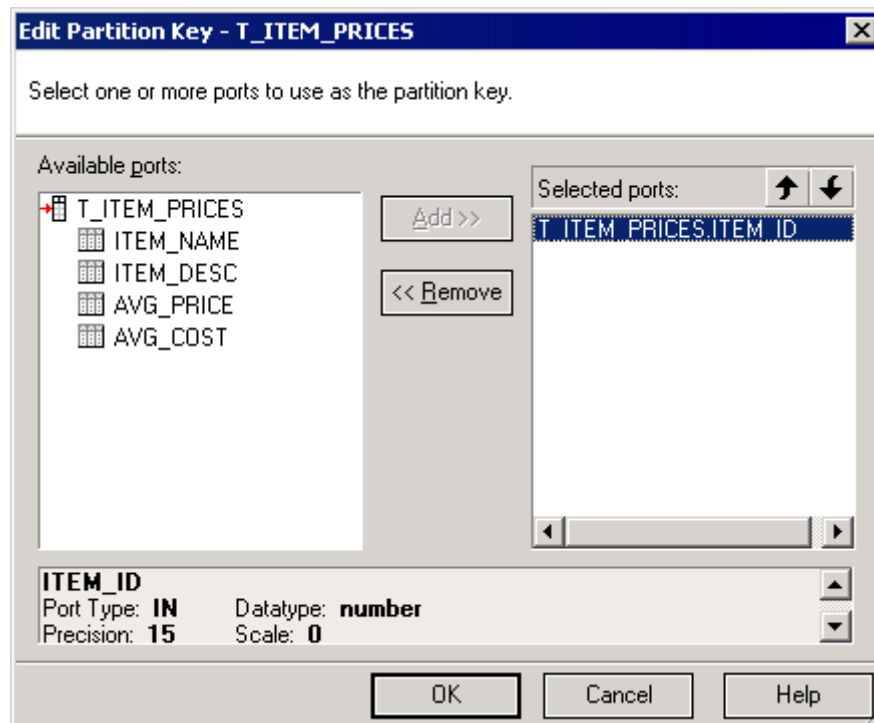 Edit Partition Key - T_ITEM_PRICES
Select one or more ports to use as the partition key.
Available ports:
T_ITEM_PRICES
ITEM_NAME
ITEM_DESC
AVG_PRICE
AVG_COST
Add >>
<< Remove
Selected ports:
T_ITEM_PRICES.ITEM_ID
ITEM_ID
Port Type: IN Datatype: number
Precision: 15 Scale: 0
OK Cancel Help